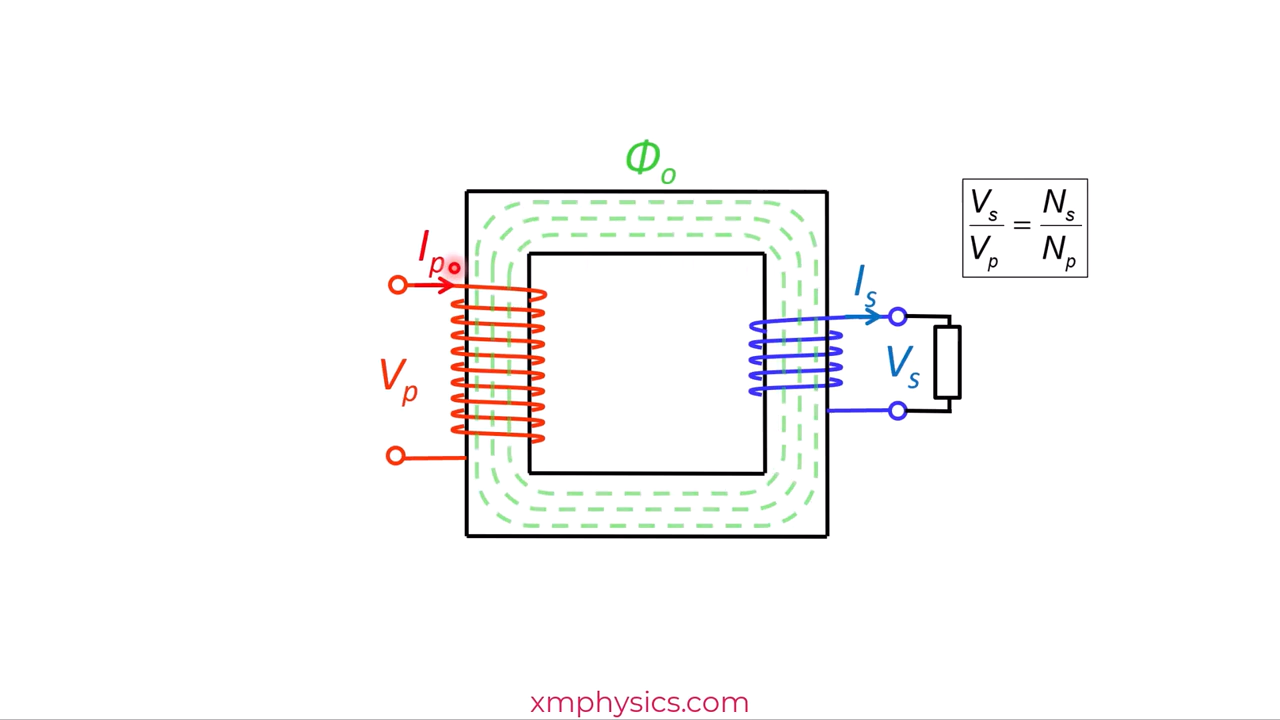 Φₒ
Iₚ
Vₚ
Iₛ
Vₛ
Vₛ/Vₚ = Nₛ/Nₚ
xmphysics.com